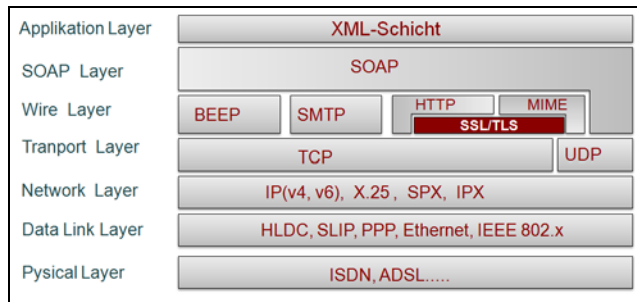 Applikation Layer XML-Schicht
SOAP Layer SOAP
Wire Layer BEEP SMTP HTTP MIME
SSL/TLS
Tranport Layer TCP UDP
Network Layer IP(v4, v6), X.25, SPX, IPX
Data Link Layer HLDC, SLIP, PPP, Ethernet, IEEE 802.x
Pysical Layer ISDN, ADSL.....